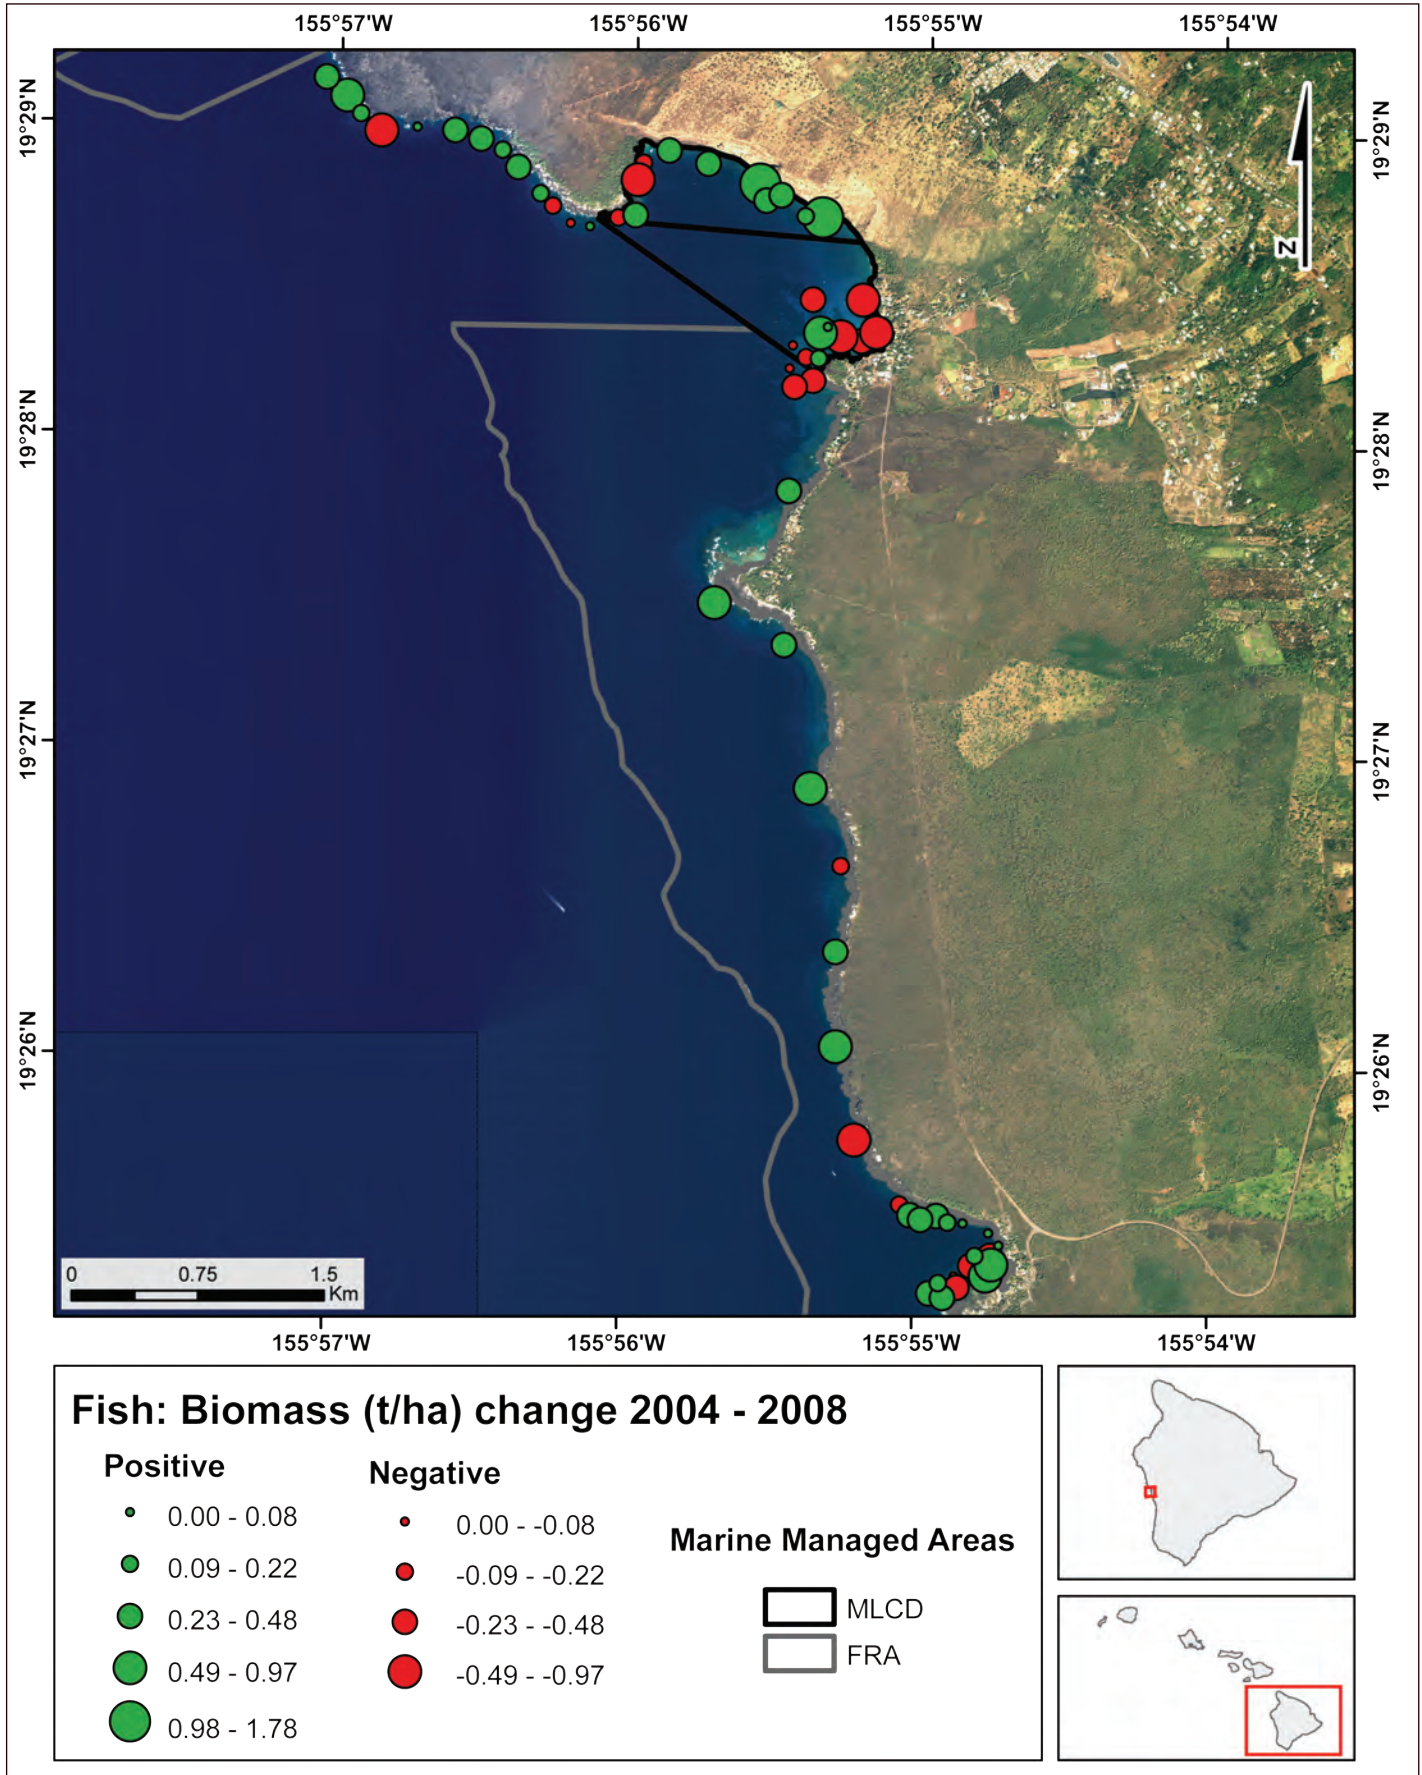 155°57'W 155°56'W 155°55'W 155°54'W
19°29'N 19°29'N
N
19°28'N 19°28'N
19°27'N 19°27'N
19°26'N 19°26'N
0 0.75 1.5
Km
155°57'W 155°56'W 155°55'W 155°54'W
Fish: Biomass (t/ha) change 2004 - 2008
Positive
0.00 - 0.08
0.09 - 0.22
0.23 - 0.48
0.49 - 0.97
0.98 - 1.78
Negative
0.00 - -0.08
-0.09 - -0.22
-0.23 - -0.48
-0.49 - -0.97
Marine Managed Areas
MLCD
FRA